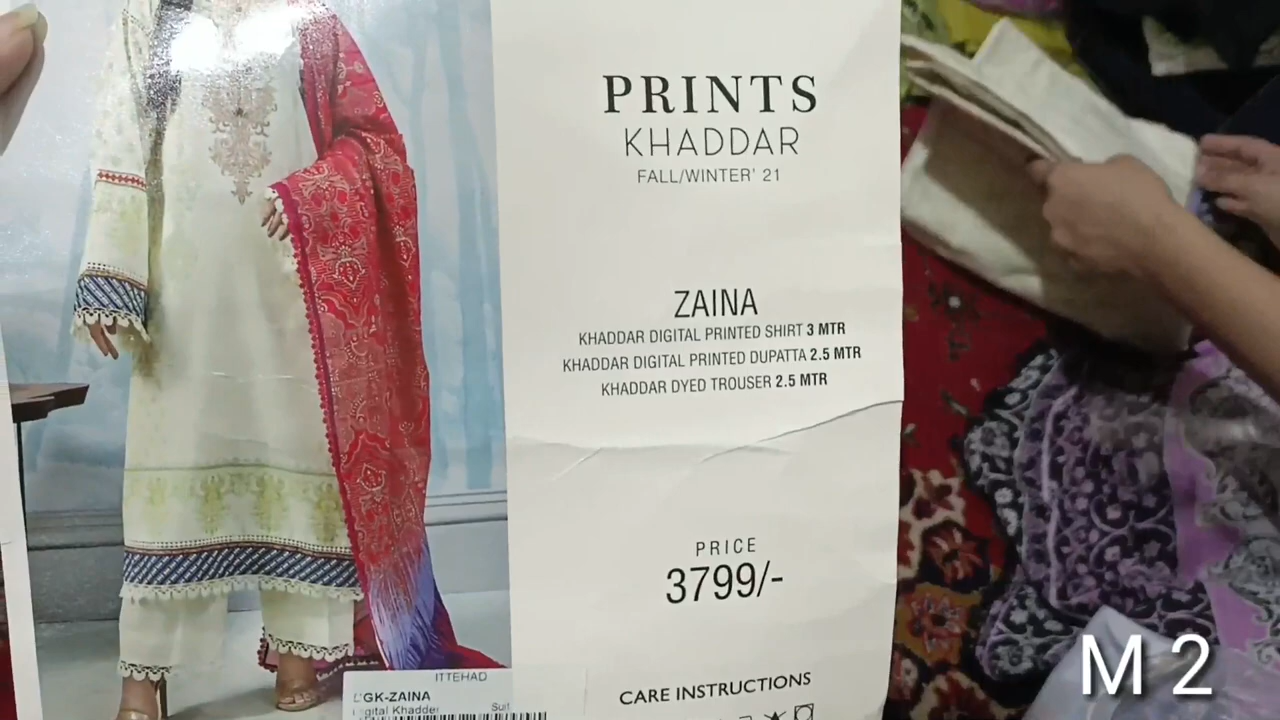 PRINTS
KHADDAR
FALL/WINTER' 21
ZAINA
KHADDAR DIGITAL PRINTED SHIRT 3 MTR
KHADDAR DIGITAL PRINTED DUPATTA 2.5 MTR
KHADDAR DYED TROUSER 2.5 MTR
PRICE
3799/-
CARE INSTRUCTIONS
ITTEHAD
GK-ZAINA
Digital Khadder Suit
M 2